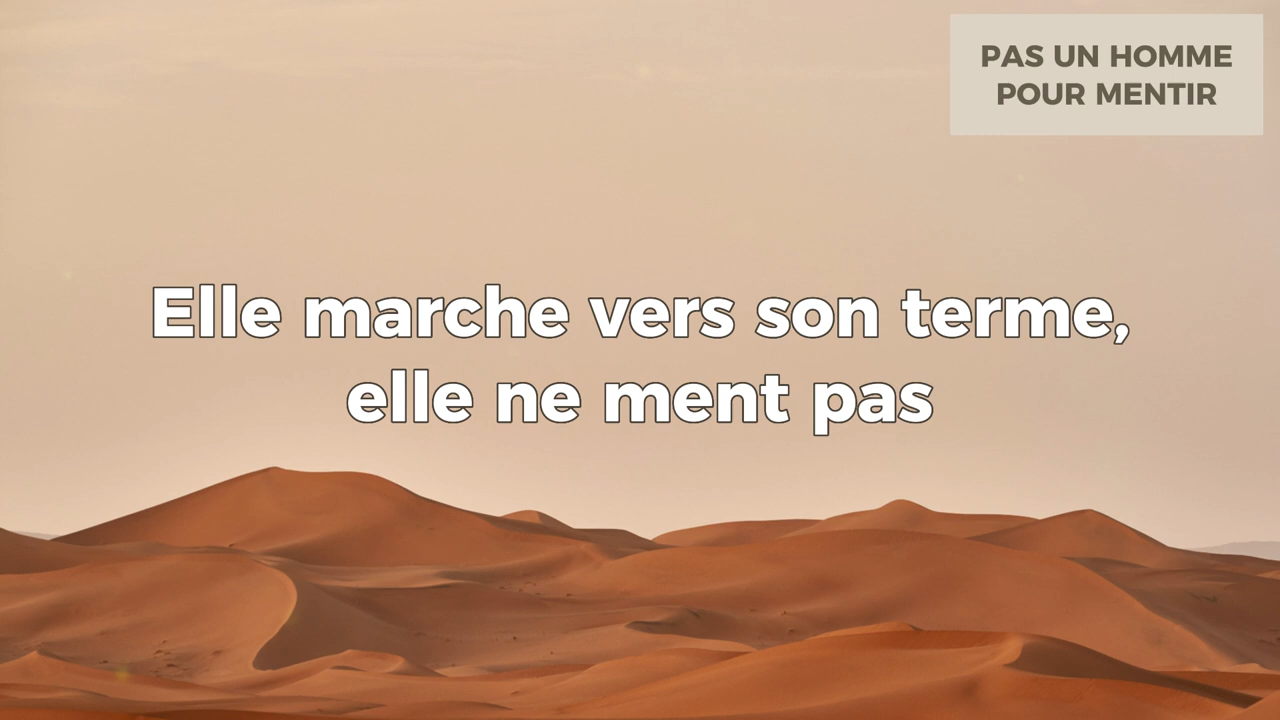 PAS UN HOMME
POUR MENTIR
Elle marche vers son terme,
elle ne ment pas